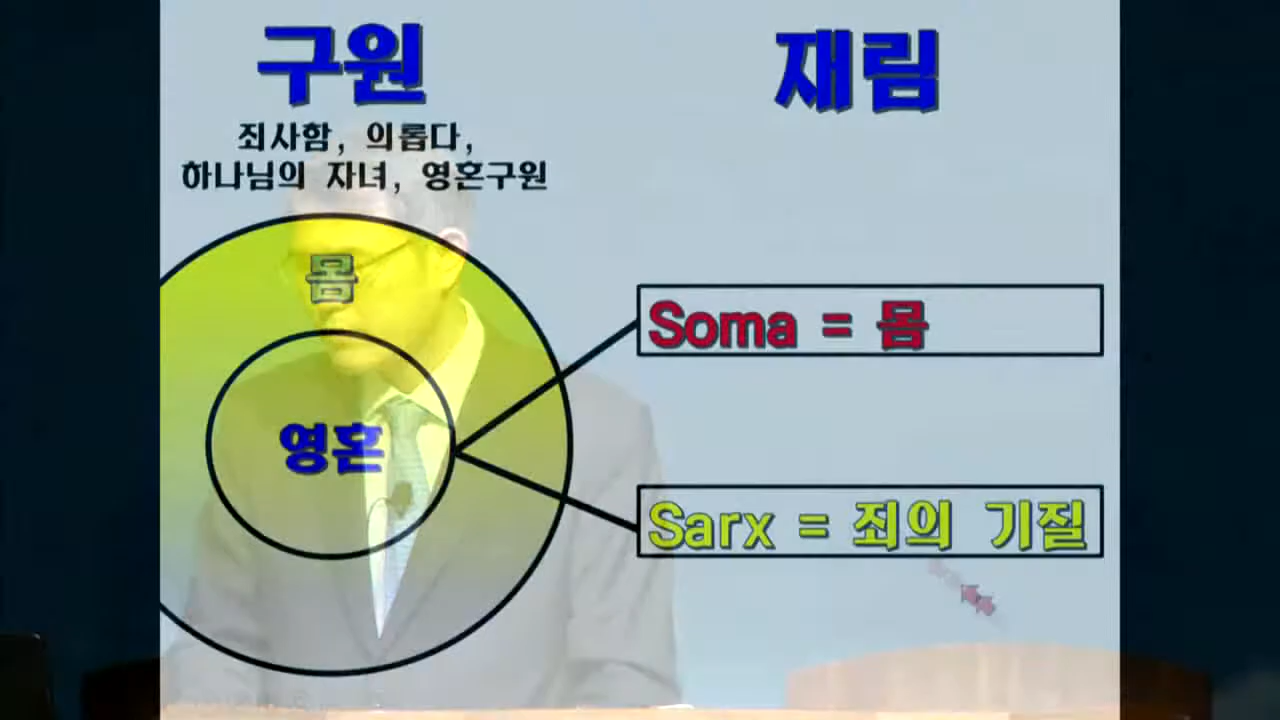 구원
재림
죄사함, 의롭다,
하나님의 자녀, 영혼구원
몸
영혼
Soma = 몸
Sarx = 죄의 기질